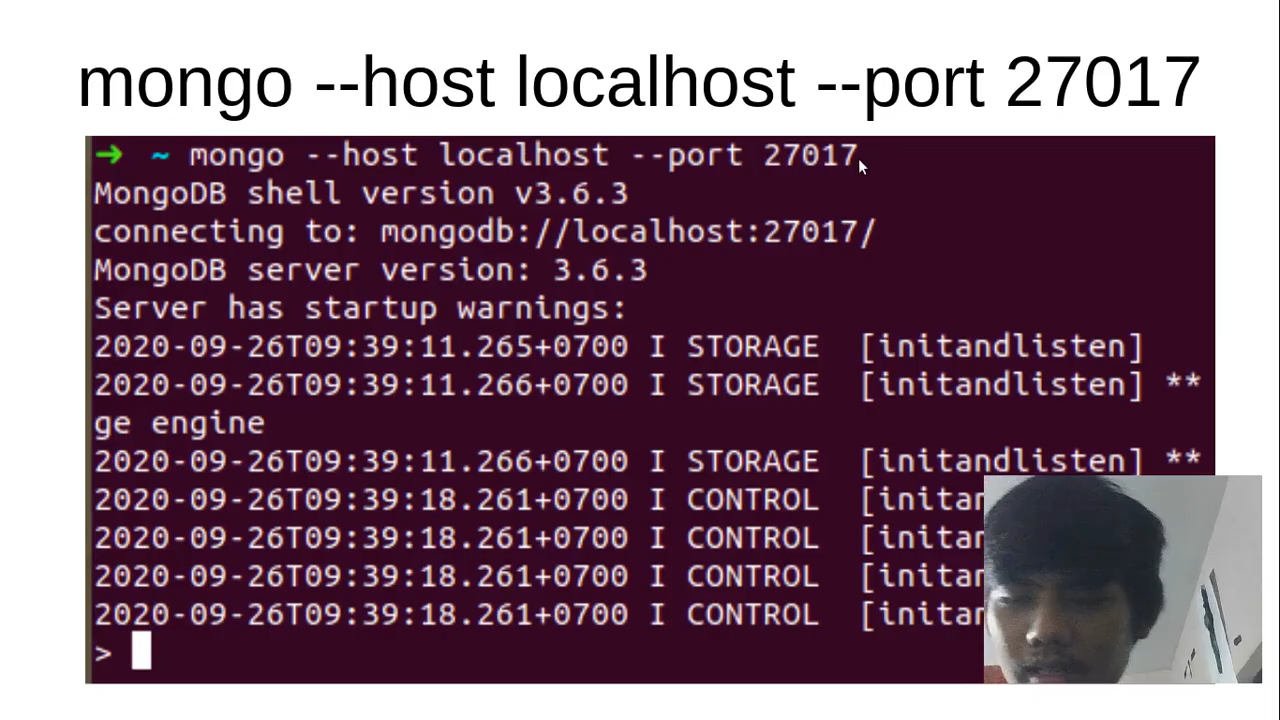 mongo --host localhost --port 27017
➜ ~ mongo --host localhost --port 27017
MongoDB shell version v3.6.3
connecting to: mongodb://localhost:27017/
MongoDB server version: 3.6.3
Server has startup warnings:
2020-09-26T09:39:11.265+0700 I STORAGE  [initandlisten]
2020-09-26T09:39:11.266+0700 I STORAGE  [initandlisten] **
ge engine
2020-09-26T09:39:11.266+0700 I STORAGE  [initandlisten] **
2020-09-26T09:39:18.261+0700 I CONTROL  [initan
2020-09-26T09:39:18.261+0700 I CONTROL  [initan
2020-09-26T09:39:18.261+0700 I CONTROL  [initan
2020-09-26T09:39:18.261+0700 I CONTROL  [initan
>